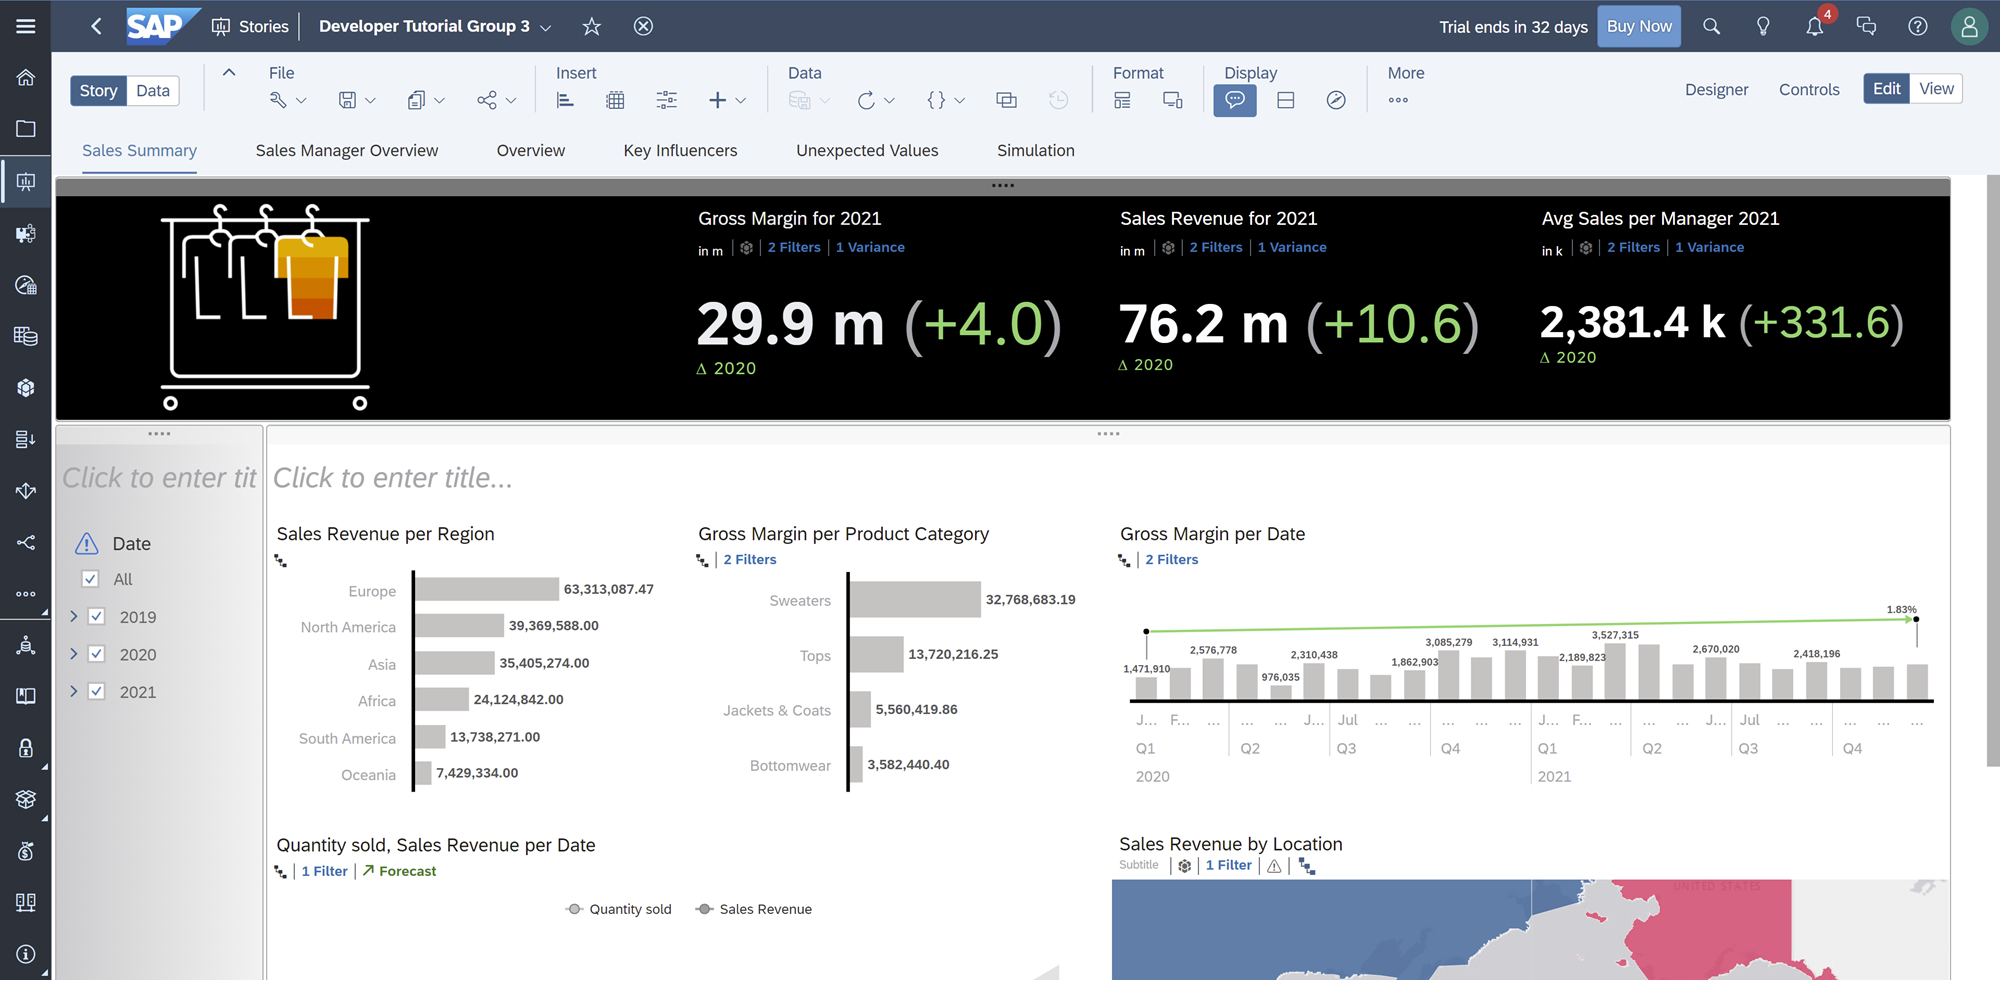 SAP Stories Developer Tutorial Group 3 Trial ends in 32 days Buy Now 4
Story Data File Insert Data Format Display More Designer Controls Edit View
Sales Summary Sales Manager Overview Overview Key Influencers Unexpected Values Simulation
Gross Margin for 2021
in m 2 Filters 1 Variance
29.9 m (+4.0)
Δ 2020
Sales Revenue for 2021
in m 2 Filters 1 Variance
76.2 m (+10.6)
Δ 2020
Avg Sales per Manager 2021
in k 2 Filters 1 Variance
2,381.4 k (+331.6)
Δ 2020
Click to enter tit
Date
All
2019
2020
2021
Click to enter title...
Sales Revenue per Region
Europe 63,313,087.47
North America 39,369,588.00
Asia 35,405,274.00
Africa 24,124,842.00
South America 13,738,271.00
Oceania 7,429,334.00
Gross Margin per Product Category
2 Filters
Sweaters 32,768,683.19
Tops 13,720,216.25
Jackets & Coats 5,560,419.86
Bottomwear 3,582,440.40
Gross Margin per Date
2 Filters
1.83%
1,471,910 2,576,778 976,035 2,310,438 1,862,903 3,085,279 3,114,931 2,189,823 3,527,315 2,670,020 2,418,196
J... F... ... ... ... J... Jul ... ... ... ... ... J... F... ... ... ... J... Jul ... ... ... ... ...
Q1 Q2 Q3 Q4 Q1 Q2 Q3 Q4
2020 2021
Quantity sold, Sales Revenue per Date
1 Filter Forecast
Quantity sold Sales Revenue
Sales Revenue by Location
Subtitle 1 Filter
UNITED STATES